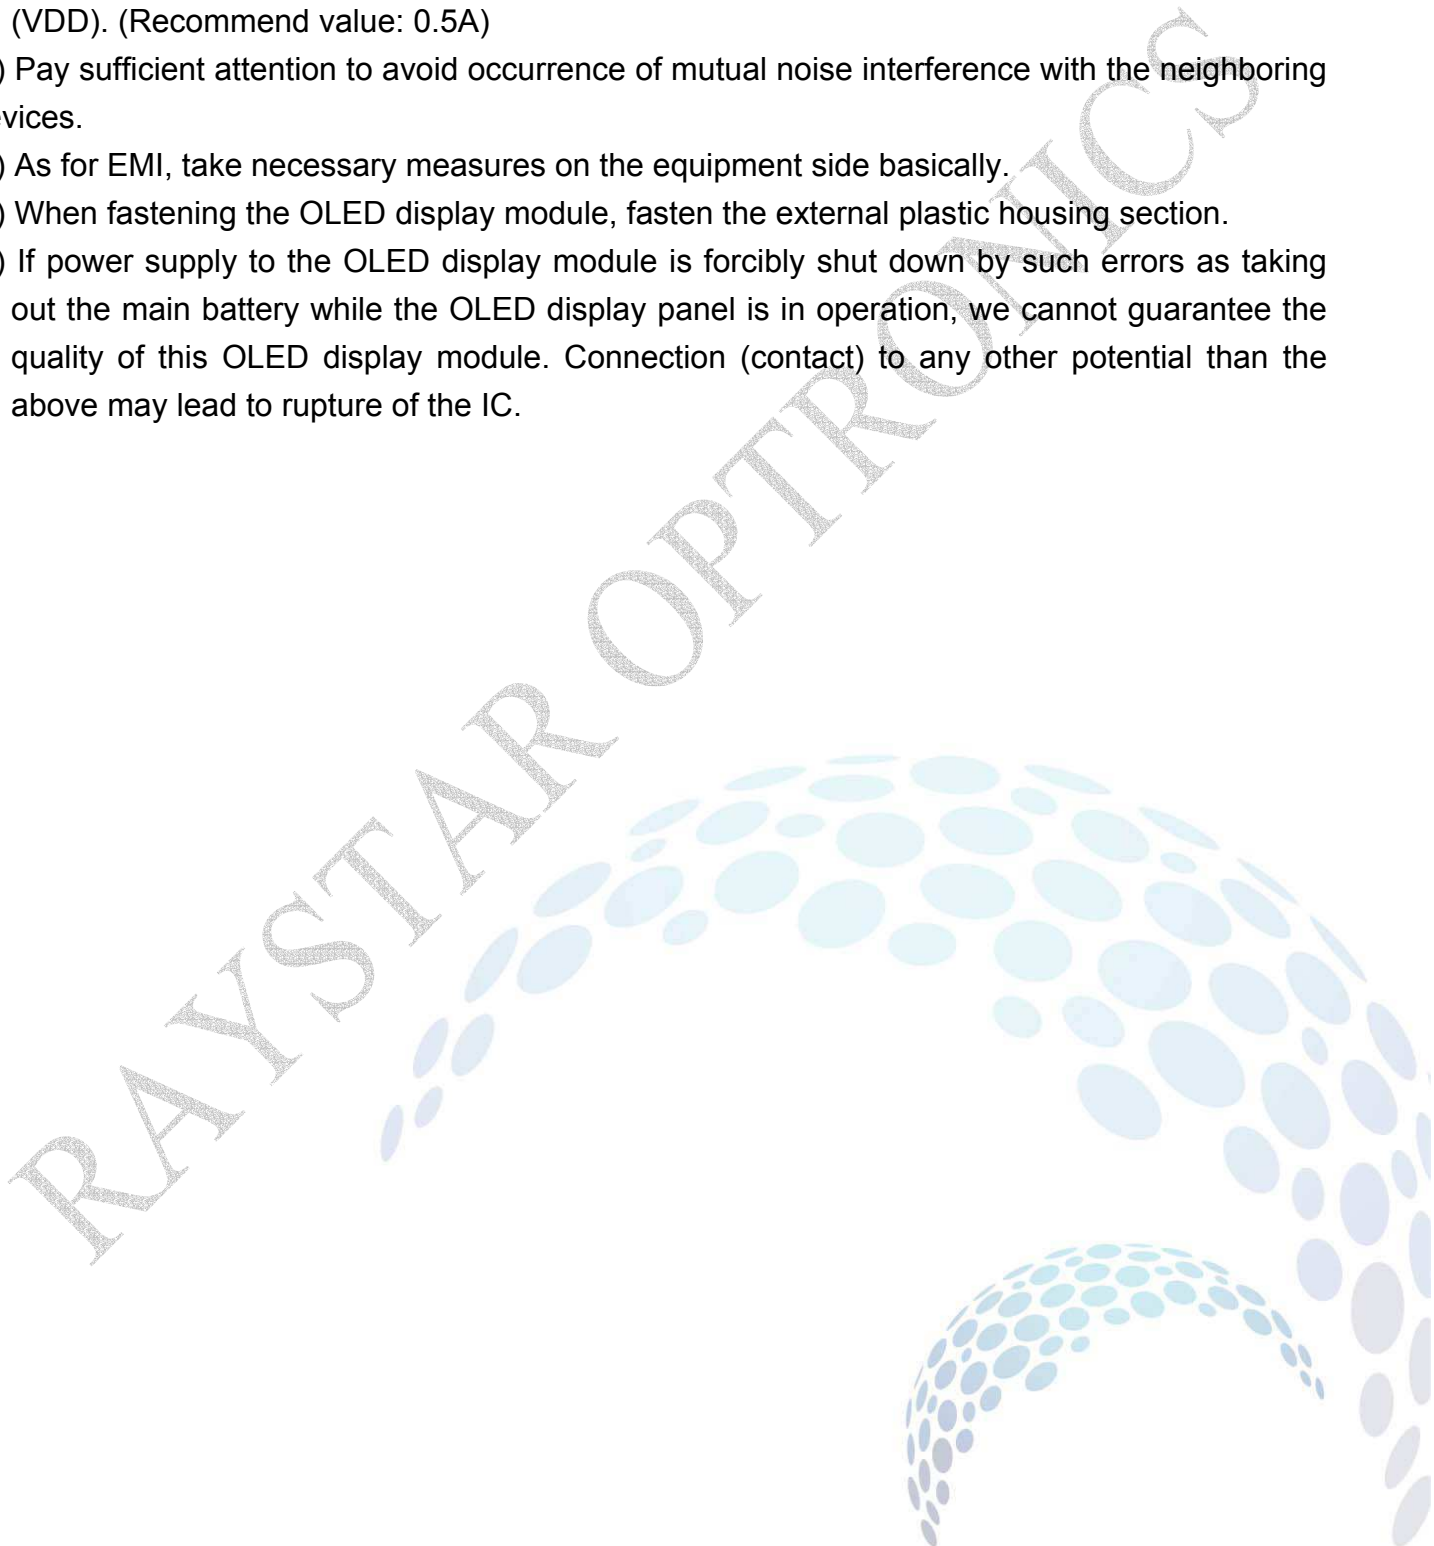 (VDD). (Recommend value: 0.5A)
) Pay sufficient attention to avoid occurrence of mutual noise interference with the neighboring
vices.
) As for EMI, take necessary measures on the equipment side basically.
) When fastening the OLED display module, fasten the external plastic housing section.
) If power supply to the OLED display module is forcibly shut down by such errors as taking
out the main battery while the OLED display panel is in operation, we cannot guarantee the
quality of this OLED display module. Connection (contact) to any other potential than the
above may lead to rupture of the IC.
RAYSTAR OPTRONICS